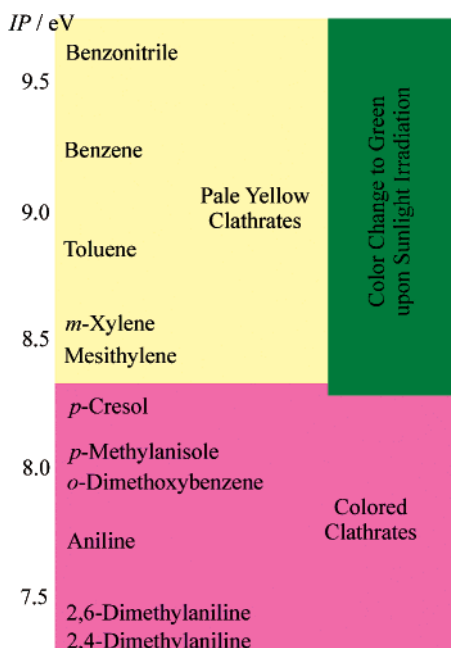 IP / eV
Benzonitrile
9.5
Benzene
9.0
Pale Yellow
Clathrates
Toluene
m-Xylene
8.5
Mesithylene
Color Change to Green
upon Sunlight Irradiation
p-Cresol
p-Methylanisole
8.0
o-Dimethoxybenzene
Colored
Clathrates
Aniline
7.5
2,6-Dimethylaniline
2,4-Dimethylaniline